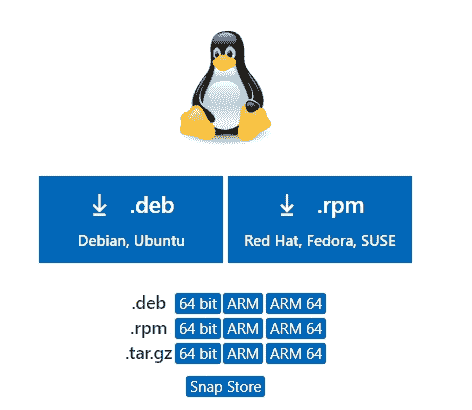 .deb .rpm
Debian, Ubuntu Red Hat, Fedora, SUSE
.deb 64 bit ARM ARM 64
.rpm 64 bit ARM ARM 64
.tar.gz 64 bit ARM ARM 64
Snap Store